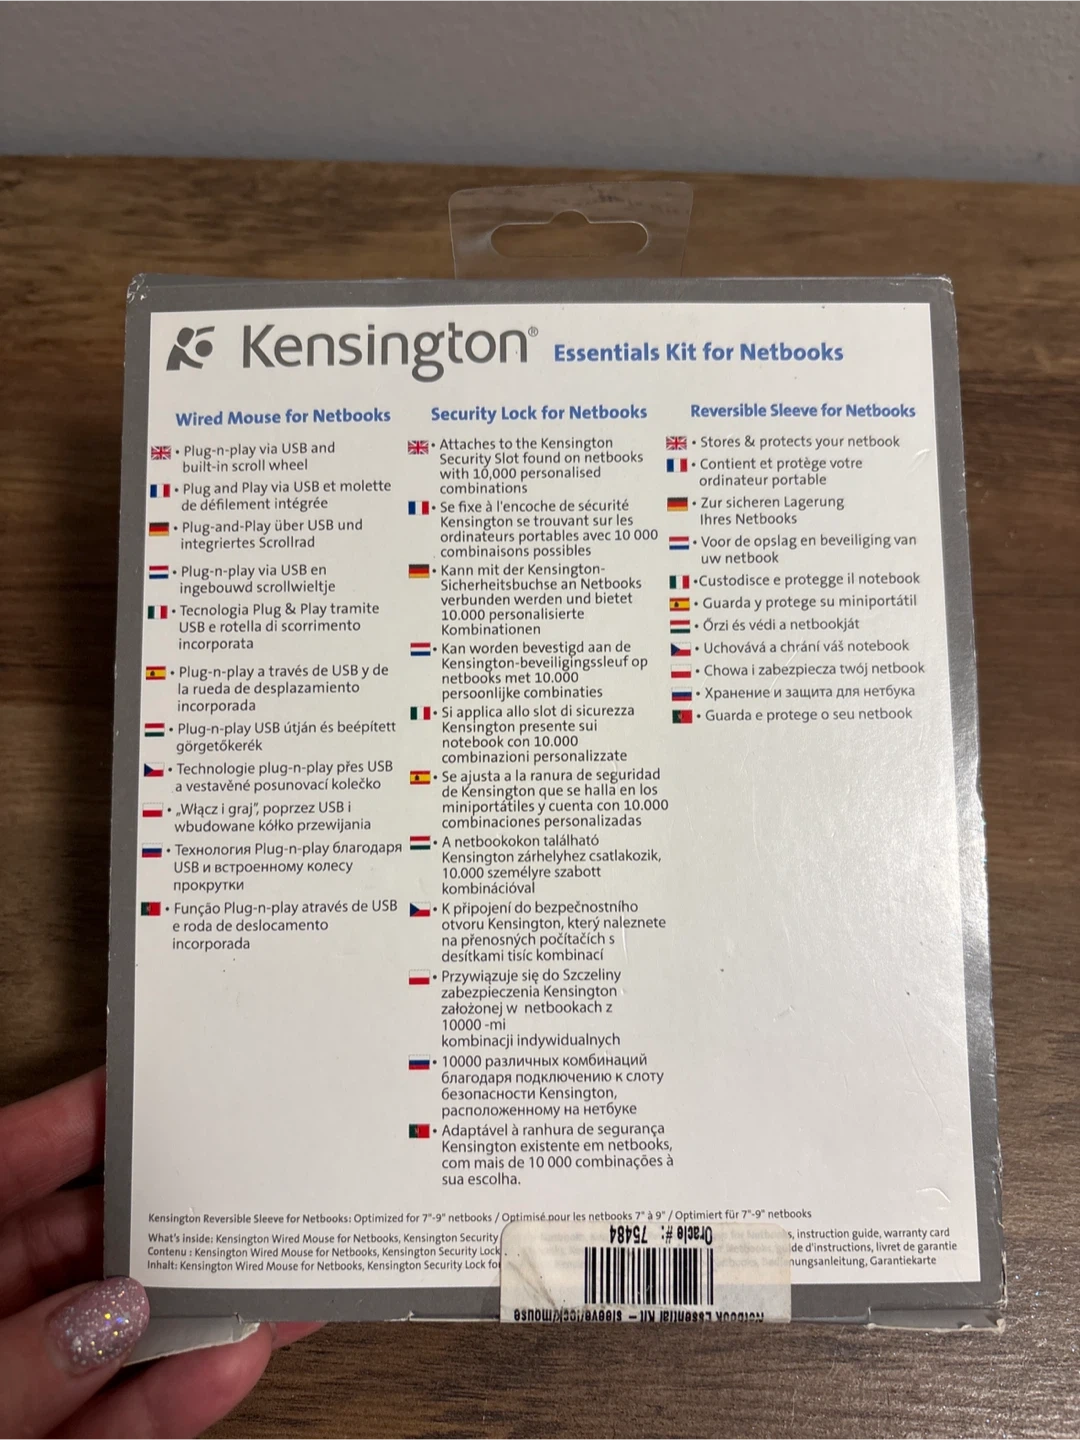 Kensington®
Essentials Kit for Netbooks
Wired Mouse for Netbooks
• Plug-n-play via USB and
built-in scroll wheel
• Plug and Play via USB et molette
de défilement intégrée
• Plug-and-Play über USB und
integriertes Scrollrad
• Plug-n-play via USB en
ingebouwd scrollwieltje
• Tecnologia Plug & Play tramite
USB e rotella di scorrimento
incorporata
• Plug-n-play a través de USB y de
la rueda de desplazamiento
incorporada
• Plug-n-play USB útján és beépített
görgetőkerék
• Technologie plug-n-play přes USB
a vestavěné posunovací kolečko
• „Włącz i graj”, poprzez USB i
wbudowane kółko przewijania
• Технология Plug-n-play благодаря
USB и встроенному колесу
прокрутки
• Função Plug-n-play através de USB
e roda de deslocamento
incorporada
Security Lock for Netbooks
• Attaches to the Kensington
Security Slot found on netbooks
with 10,000 personalised
combinations
• Se fixe à l'encoche de sécurité
Kensington se trouvant sur les
ordinateurs portables avec 10 000
combinaisons possibles
• Kann mit der Kensington-
Sicherheitsbuchse an Netbooks
verbunden werden und bietet
10.000 personalisierte
Kombinationen
• Kan worden bevestigd aan de
Kensington-beveiligingssleuf op
netbooks met 10.000
persoonlijke combinaties
• Si applica allo slot di sicurezza
Kensington presente sui
notebook con 10.000
combinazioni personalizzate
• Se ajusta a la ranura de seguridad
de Kensington que se halla en los
miniportátiles y cuenta con 10.000
combinaciones personalizadas
• A netbookokon található
Kensington zárhelyhez csatlakozik,
10.000 személyre szabott
kombinációval
• K připojení do bezpečnostního
otvoru Kensington, který naleznete
na přenosných počítačích s
desítkami tisíc kombinací
• Przywiązuje się do Szczeliny
zabezpieczenia Kensington
założonej w netbookach z
10000 -mi
kombinacji indywidualnych
• 10000 различных комбинаций
благодаря подключению к слоту
безопасности Kensington,
расположенному на нетбуке
• Adaptável à ranhura de segurança
Kensington existente em netbooks,
com mais de 10 000 combinações à
sua escolha.
Reversible Sleeve for Netbooks
• Stores & protects your netbook
• Contient et protège votre
ordinateur portable
• Zur sicheren Lagerung
Ihres Netbooks
• Voor de opslag en beveiliging van
uw netbook
•Custodisce e protegge il notebook
• Guarda y protege su miniportátil
• Őrzi és védi a netbookját
• Uchovává a chrání váš notebook
• Chowa i zabezpiecza twój netbook
• Хранение и защита для нетбука
• Guarda e protege o seu netbook
Kensington Reversible Sleeve for Netbooks: Optimized for 7"-9" netbooks / Optimisé pour les netbooks 7" à 9" / Optimiert für 7"-9" netbooks
What's inside: Kensington Wired Mouse for Netbooks, Kensington Security
s, instruction guide, warranty card
Contenu : Kensington Wired Mouse for Netbooks, Kensington Security Lock
de d'instructions, livret de garantie
Inhalt: Kensington Wired Mouse for Netbooks, Kensington Security Lock fo
nungsanleitung, Garantiekarte
Oracle #: 75484
Netbook Essential Kit – sleeve/lock/mouse